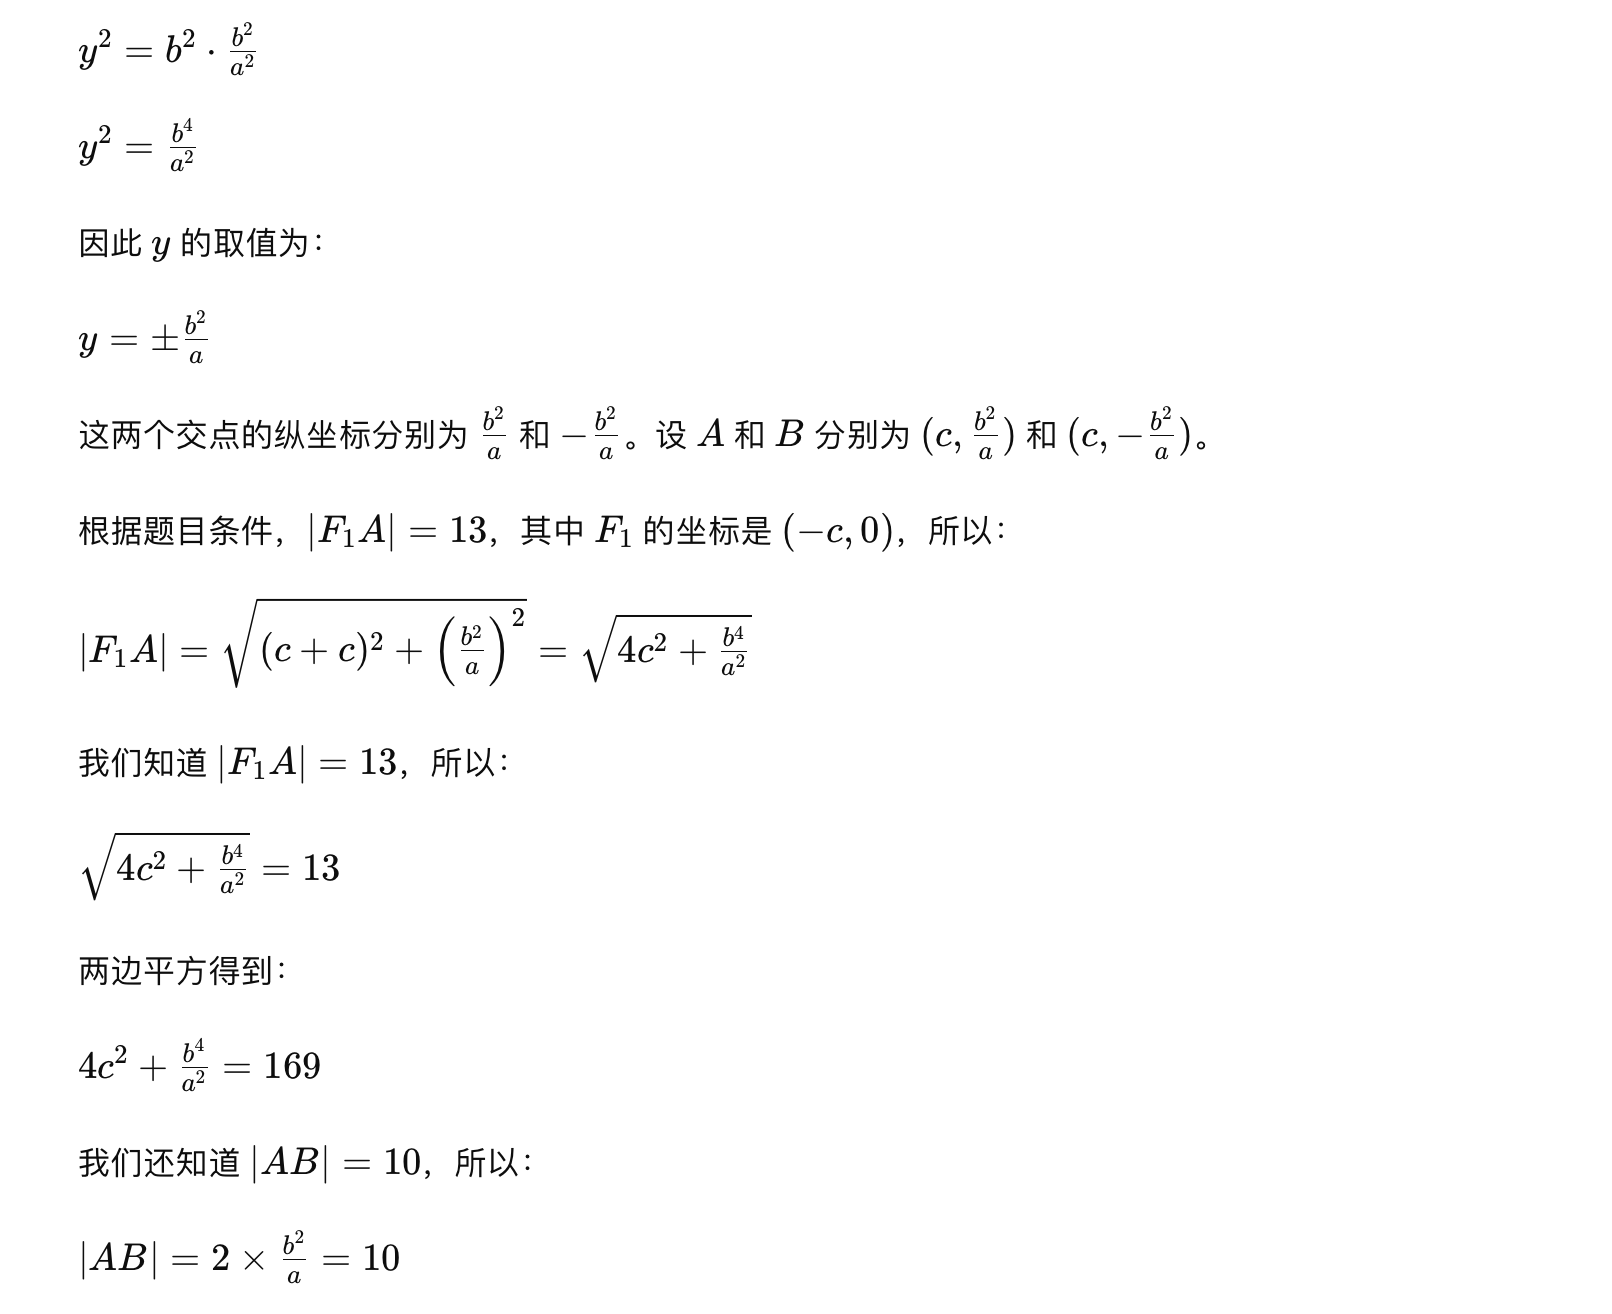 $y^2 = b^2 \cdot \frac{b^2}{a^2}$
$y^2 = \frac{b^4}{a^2}$
因此 $y$ 的取值为：
$y = \pm \frac{b^2}{a}$
这两个交点的纵坐标分别为 $\frac{b^2}{a}$ 和 $-\frac{b^2}{a}$。设 $A$ 和 $B$ 分别为 $(c, \frac{b^2}{a})$ 和 $(c, -\frac{b^2}{a})$。
根据题目条件，$|F_1A| = 13$，其中 $F_1$ 的坐标是 $(-c, 0)$，所以：
$|F_1A| = \sqrt{(c + c)^2 + \left(\frac{b^2}{a}\right)^2} = \sqrt{4c^2 + \frac{b^4}{a^2}}$
我们知道 $|F_1A| = 13$，所以：
$\sqrt{4c^2 + \frac{b^4}{a^2}} = 13$
两边平方得到：
$4c^2 + \frac{b^4}{a^2} = 169$
我们还知道 $|AB| = 10$，所以：
$|AB| = 2 \times \frac{b^2}{a} = 10$